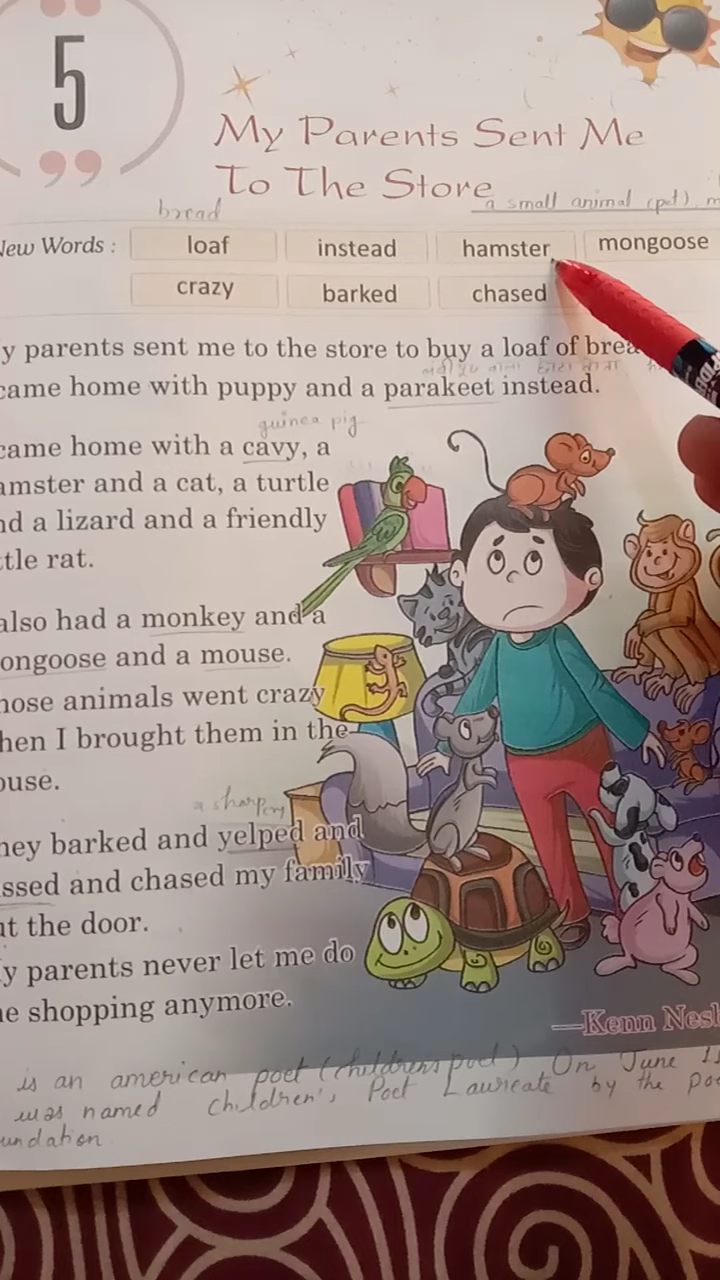 5
My Parents Sent Me
To The Store
a small animal (pet)
bread
New Words : loaf instead hamster mongoose
crazy barked chased
y parents sent me to the store to buy a loaf of brea
came home with puppy and a parakeet instead.
guinea pig
came home with a cavy, a
amster and a cat, a turtle
nd a lizard and a friendly
ttle rat.
also had a monkey and a
ongoose and a mouse.
hose animals went crazy
hen I brought them in the
ouse.
a sharp
hey barked and yelped and
ssed and chased my family
ut the door.
y parents never let me do
e shopping anymore.
—Kenn Nesb
is an american poet (childrens poet) On June 11
was named children's Poet Laureate by the Poe
undation